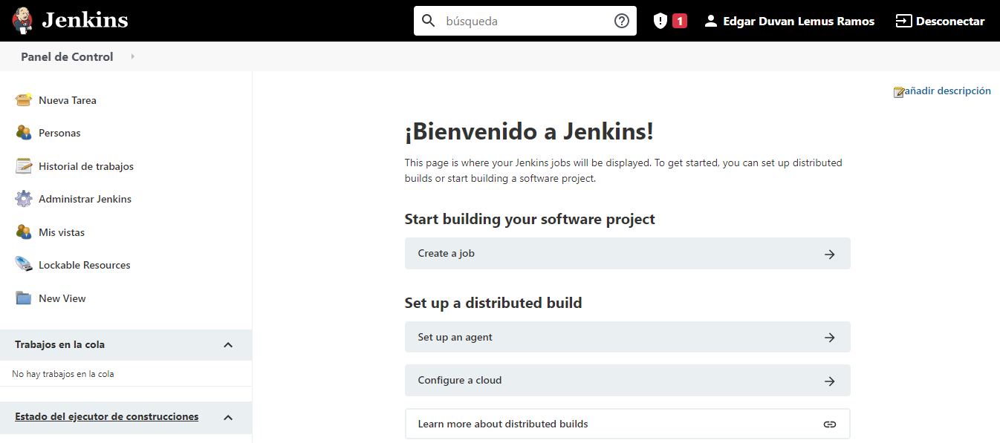 Jenkins
búsqueda
1
Edgar Duvan Lemus Ramos
Desconectar
Panel de Control
Nueva Tarea
Personas
Historial de trabajos
Administrar Jenkins
Mis vistas
Lockable Resources
New View
Trabajos en la cola
No hay trabajos en la cola
Estado del ejecutor de construcciones
añadir descripción
¡Bienvenido a Jenkins!
This page is where your Jenkins jobs will be displayed. To get started, you can set up distributed
builds or start building a software project.
Start building your software project
Create a job
Set up a distributed build
Set up an agent
Configure a cloud
Learn more about distributed builds